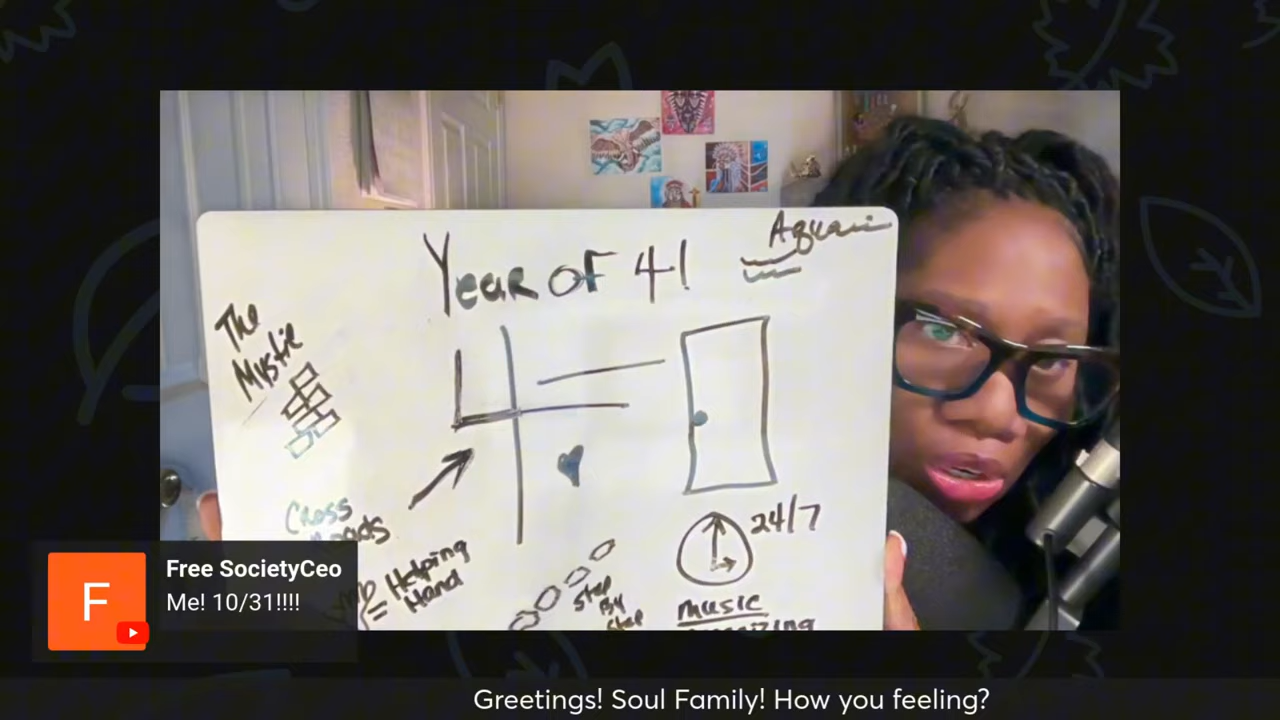 Year of 4!
Aquari
The
Mystic
24/7
Cross
Helping
= Hand
Step
By
Step
music
Free SocietyCeo
Me! 10/31!!!!
F
Greetings! Soul Family! How you feeling?